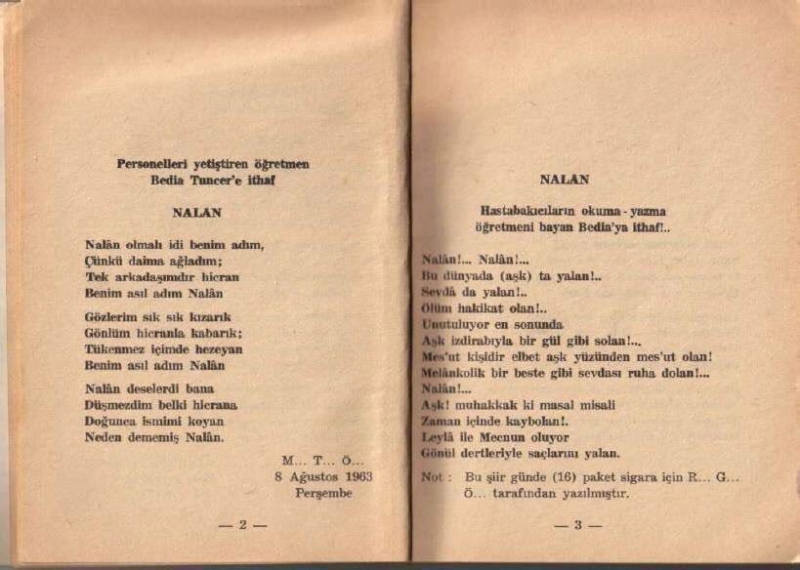 Personelleri yetiştiren öğretmen
Bedia Tuncer'e ithaf
NALÂN
Nalân olmalı idi benim adım,
Çünkü daima ağladım;
Tek arkadaşımdır hicran
Benim asıl adım Nalân
Gözlerim sık sık kızarık
Gönlüm hicranla kabarık;
Tükenmez içimde hezeyan
Benim asıl adım Nalân
Nalân deselerdi bana
Düşmezdim belki hicrana
Doğunca ismimi koyan
Neden dememiş Nalân.
M... T... Ö...
8 Ağustos 1963
Perşembe
— 2 —
NALÂN
Hastabakıcıların okuma - yazma
öğretmeni bayan Bedia'ya ithaf!..
Nalân!... Nalân!...
Bu dünyada (aşk) ta yalan!..
Sevdâ da yalan!..
Ölüm hakikat olan!..
Unutuluyor en sonunda
Aşk izdirabıyla bir gül gibi solan!...
Mes'ut kişidir elbet aşk yüzünden mes'ut olan!
Melânkolik bir beste gibi sevdası ruha dolan!...
Nalân!...
Aşk! muhakkak ki masal misali
Zaman içinde kaybolan!.
Leylâ ile Mecnun oluyor
Gönül dertleriyle saçlarını yalan.
Not : Bu şiir günde (16) paket sigara için R... G...
Ö... tarafından yazılmıştır.
— 3 —